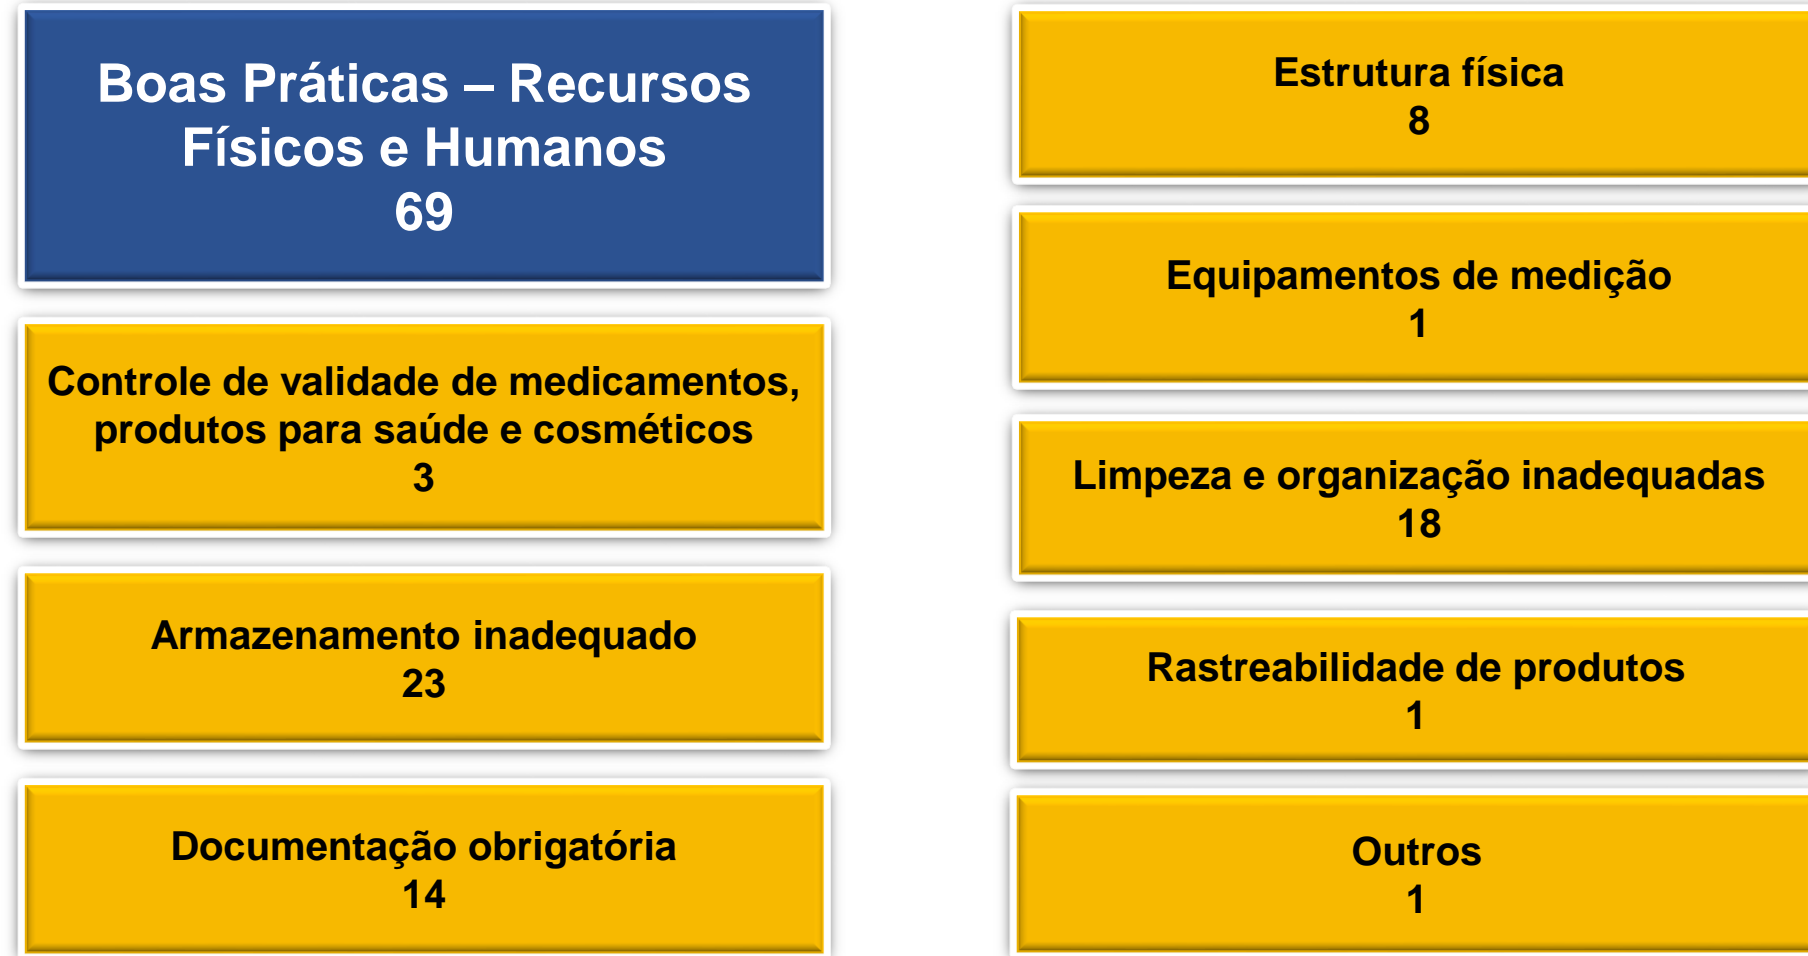 Boas Práticas – Recursos
Físicos e Humanos
69
Controle de validade de medicamentos,
produtos para saúde e cosméticos
3
Armazenamento inadequado
23
Documentação obrigatória
14
Estrutura física
8
Equipamentos de medição
1
Limpeza e organização inadequadas
18
Rastreabilidade de produtos
1
Outros
1